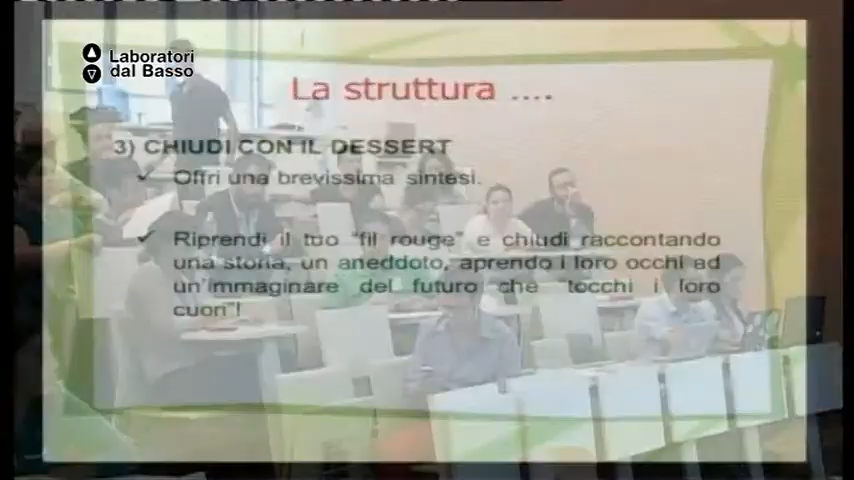 Laboratori
dal Basso
La struttura ....
3) CHIUDI CON IL DESSERT
Offri una brevissima sintesi.
Riprendi il tuo "fil rouge" e chiudi raccontando
una storia, un aneddoto, aprendo i loro occhi ad
un'immaginare del futuro che "tocchi i loro
cuori"!